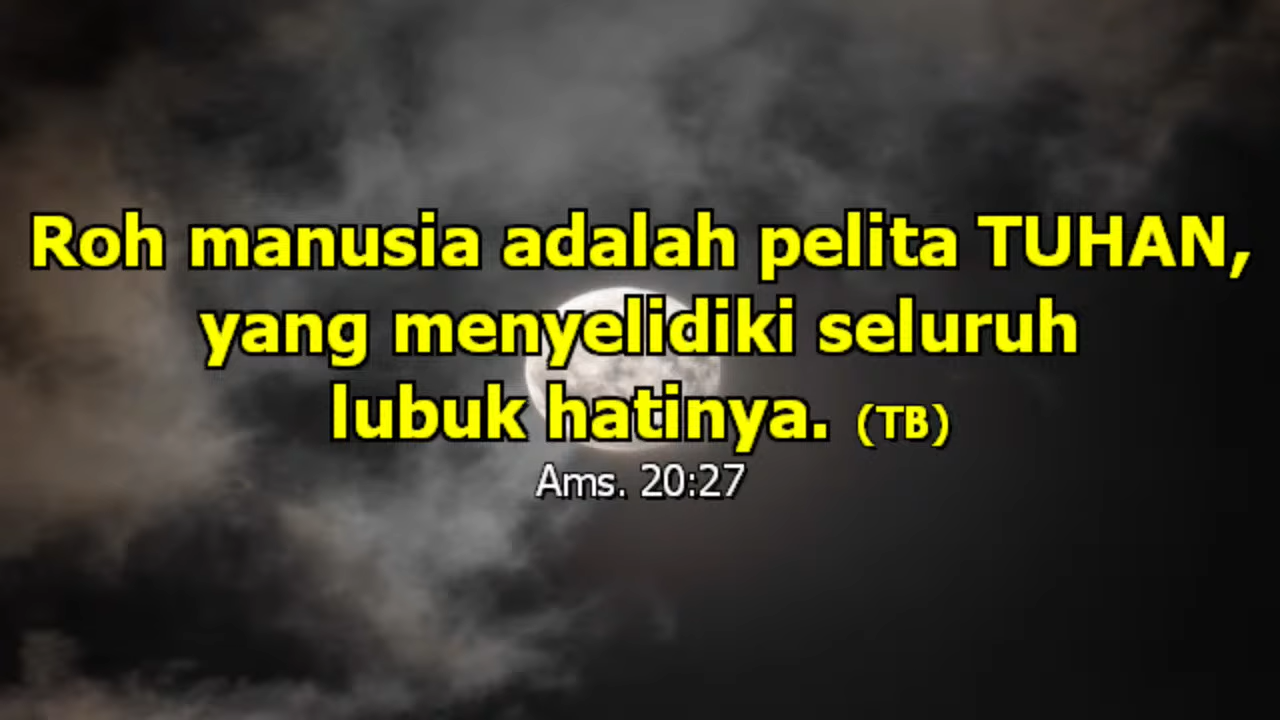 Roh manusia adalah pelita TUHAN,
yang menyelidiki seluruh
lubuk hatinya. (TB)
Ams. 20:27